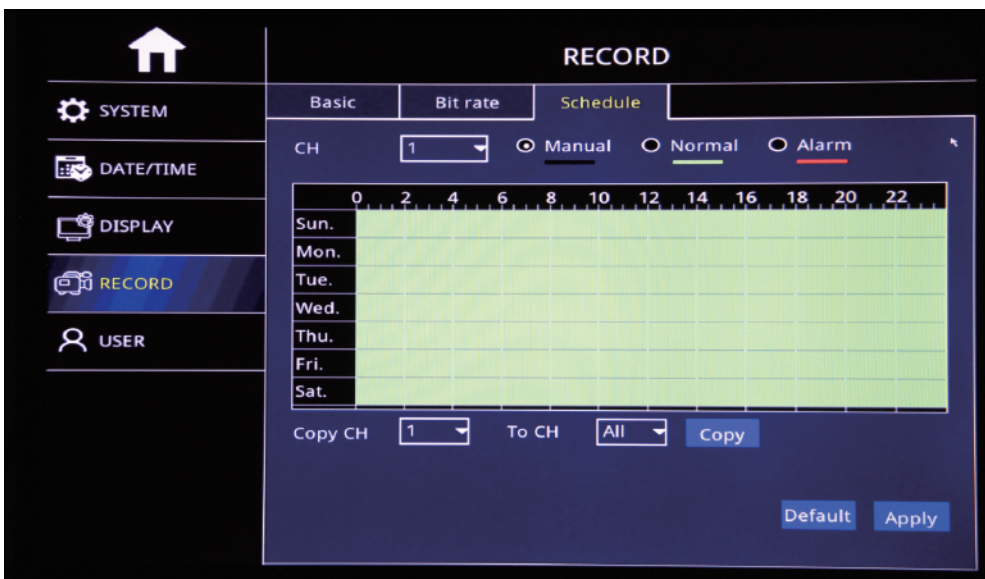 RECORD
SYSTEM
DATE/TIME
DISPLAY
RECORD
USER
Basic Bit rate Schedule
CH 1 Manual Normal Alarm
0 2 4 6 8 10 12 14 16 18 20 22
Sun.
Mon.
Tue.
Wed.
Thu.
Fri.
Sat.
Copy CH 1 To CH All Copy
Default Apply